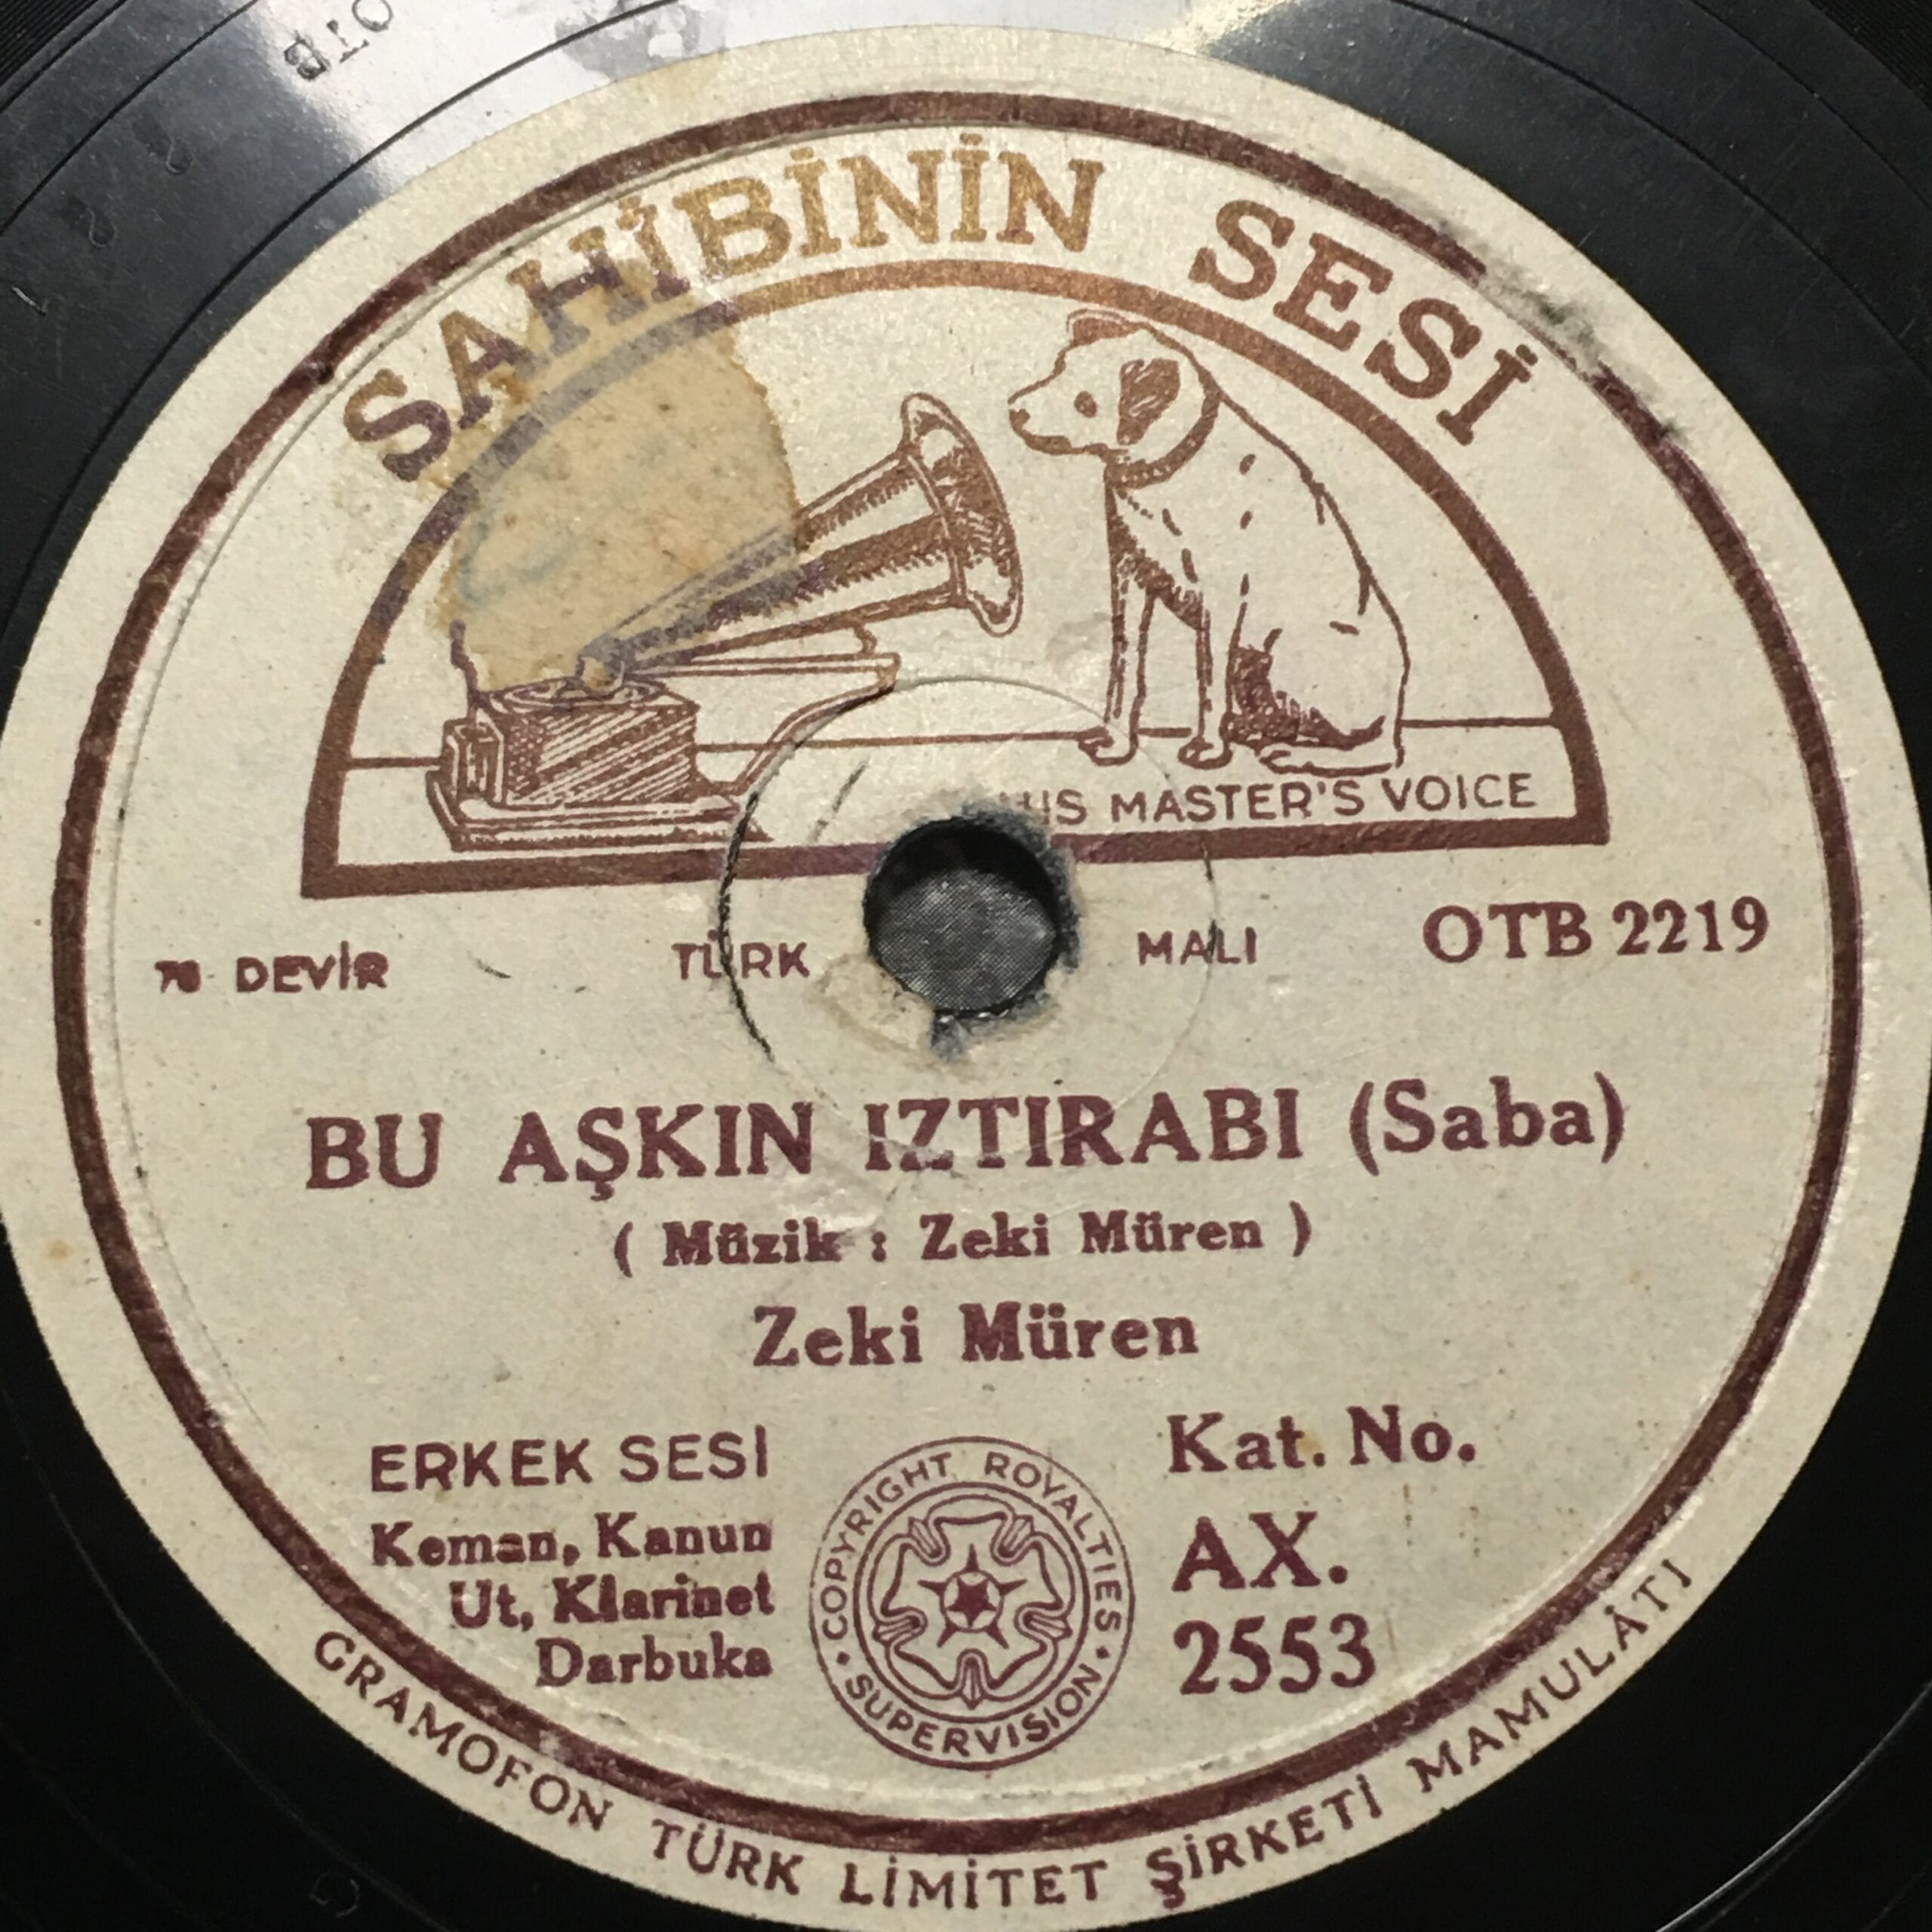 OTB
SAHİBİNİN SESİ
HIS MASTER'S VOICE
78 DEVİR TÜRK MALI OTB 2219
BU AŞKIN IZTIRABI (Saba)
( Müzik : Zeki Müren )
Zeki Müren
ERKEK SESİ
Keman, Kanun
Ut, Klarinet
Darbuka
COPYRIGHT ROYALTIES · SUPERVISION ·
Kat. No.
AX.
2553
GRAMOFON TÜRK LİMİTET ŞİRKETİ MAMULÂTI